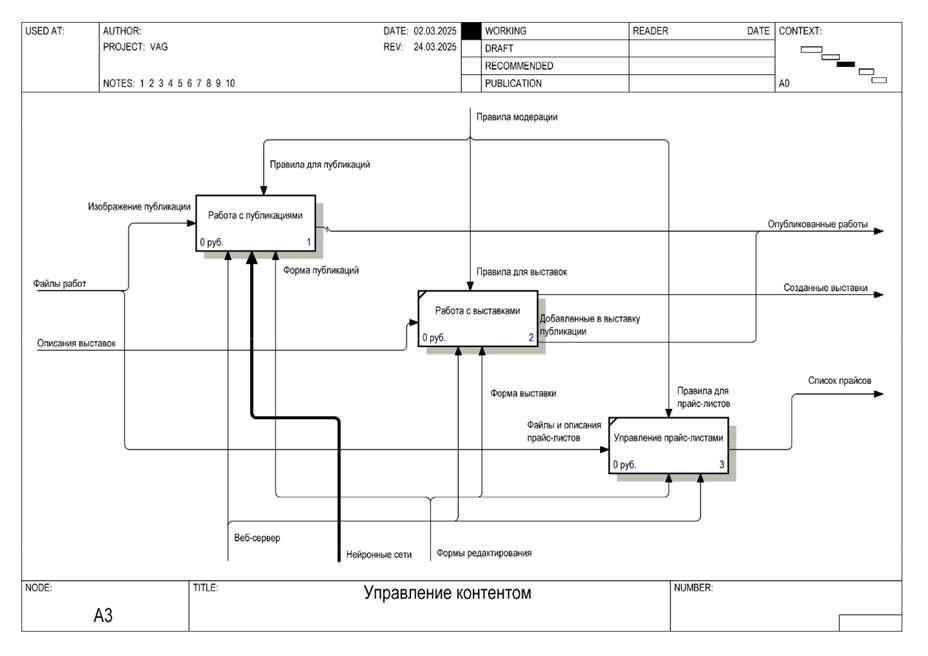 USED AT:
AUTHOR:
DATE: 02.03.2025
WORKING
READER
DATE
CONTEXT:
PROJECT: VAG
REV: 24.03.2025
DRAFT
RECOMMENDED
NOTES: 1 2 3 4 5 6 7 8 9 10
PUBLICATION
A0
Правила модерации
Правила для публикаций
Изображение публикации
Работа с публикациями
0 руб.
1
Опубликованные работы
Форма публикаций
Правила для выставок
Файлы работ
Созданные выставки
Работа с выставками
0 руб.
2
Добавленные в выставку
публикации
Описания выставок
Список прайсов
Форма выставки
Правила для
прайс-листов
Файлы и описания
прайс-листов
Управление прайс-листами
0 руб.
3
Веб-сервер
Нейронные сети
Формы редактирования
NODE:
TITLE:
Управление контентом
NUMBER:
A3